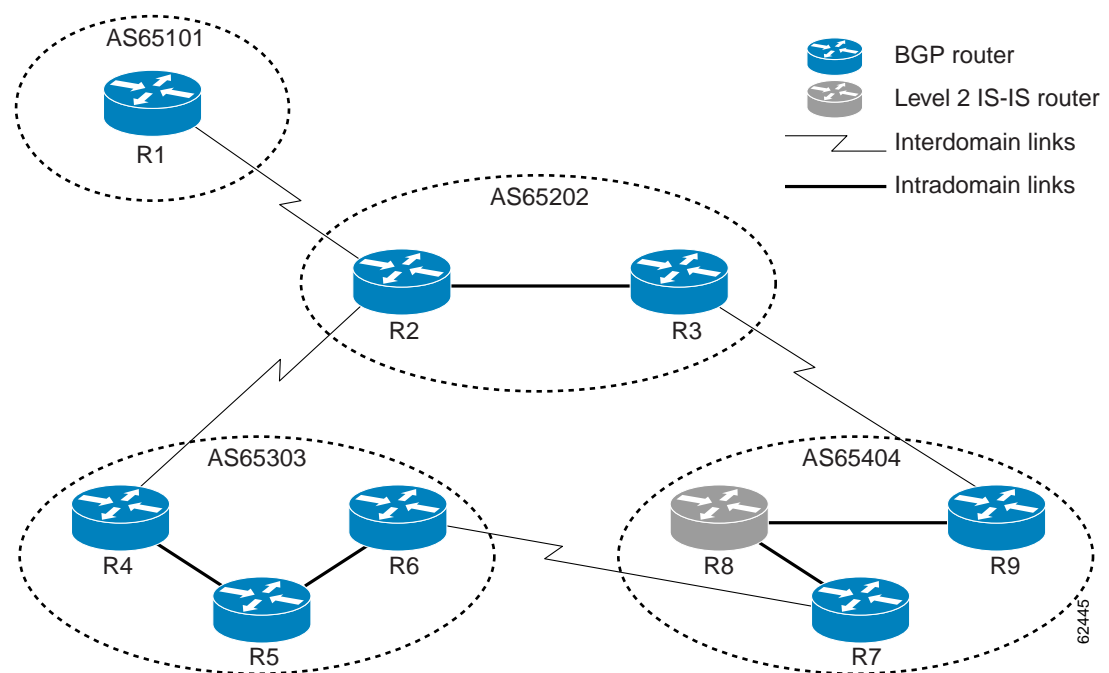 AS65101
R1
BGP router
Level 2 IS-IS router
Interdomain links
Intradomain links
AS65202
R2
R3
AS65303
R4
R6
R5
AS65404
R8
R9
R7
62445